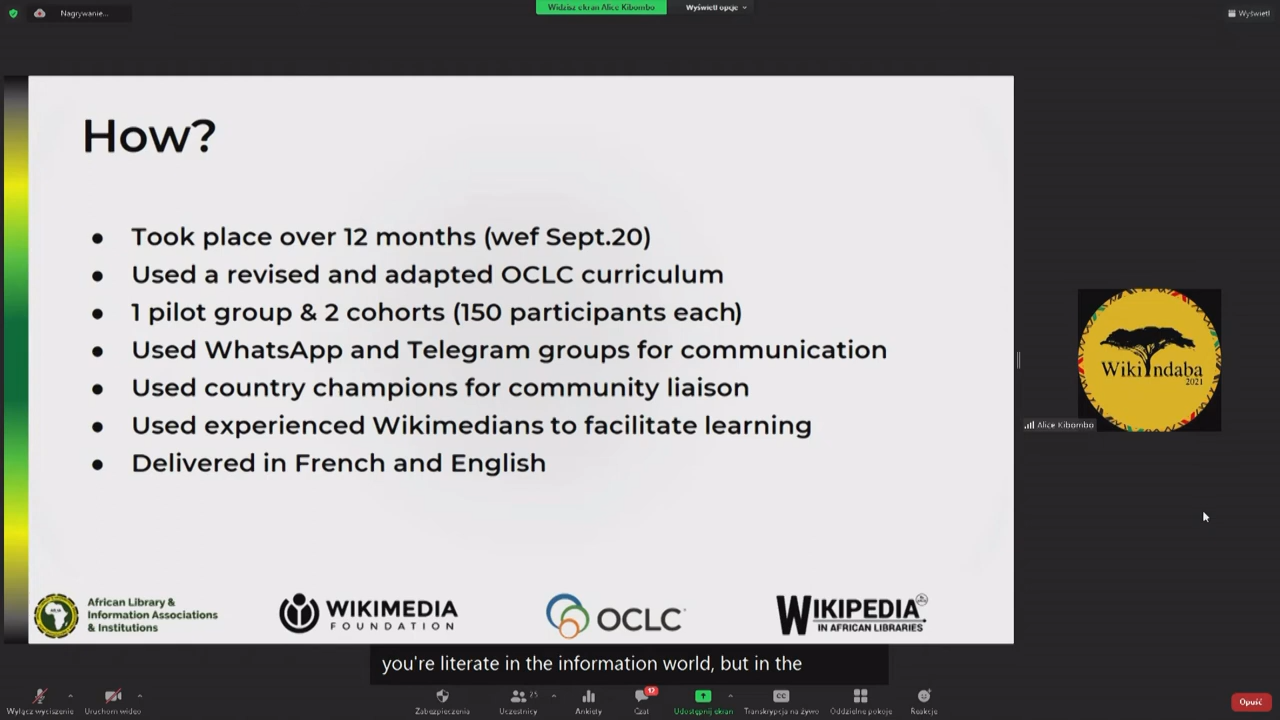 Nagrywanie...
Widzisz ekran Alice Kibombo
Wyświetl opcje
Wyświetl
How?
● Took place over 12 months (wef Sept.20)
● Used a revised and adapted OCLC curriculum
● 1 pilot group & 2 cohorts (150 participants each)
● Used WhatsApp and Telegram groups for communication
● Used country champions for community liaison
● Used experienced Wikimedians to facilitate learning
● Delivered in French and English
African Library &
Information Associations
& Institutions
WIKIMEDIA
FOUNDATION
OCLC
WIKIPEDIA
IN AFRICAN LIBRARIES
Wiki Indaba
2021
Alice Kibombo
you're literate in the information world, but in the
Wyłącz wyciszenie
Uruchom wideo
Zabezpieczenia
25
Uczestnicy
Ankiety
12
Czat
Udostępnij ekran
CC
Transkrypcja na żywo
Oddzielne pokoje
Reakcje
Opuść